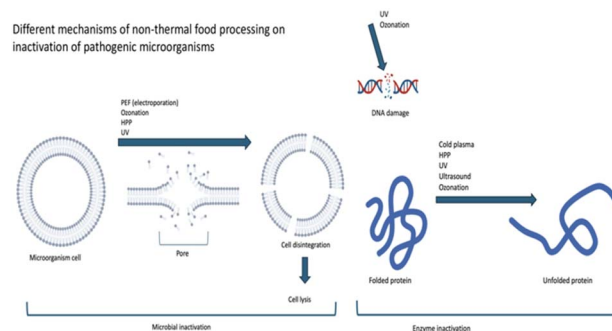 Different mechanisms of non-thermal food processing on
inactivation of pathogenic microorganisms
UV
Ozonation
DNA damage
PEF (electroporation)
Ozonation
HPP
UV
Microorganism cell
Pore
Cell disintegration
Cell lysis
Microbial inactivation
Cold plasma
HPP
UV
Ultrasound
Ozonation
Folded protein
Unfolded protein
Enzyme inactivation